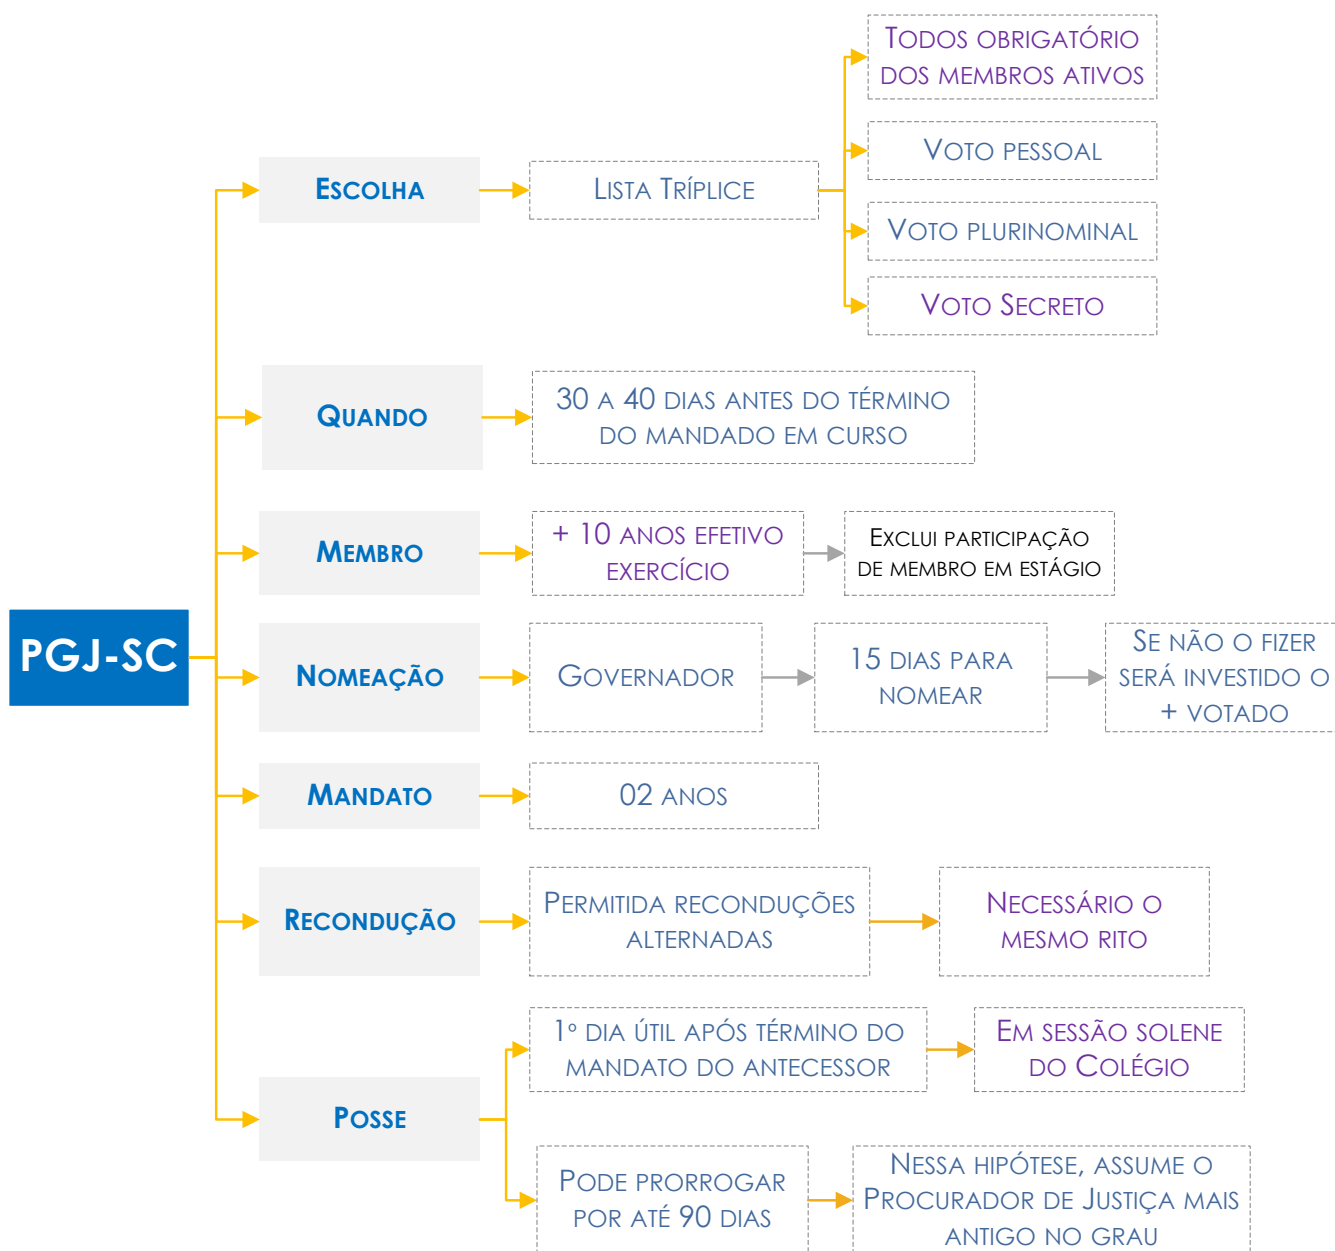 PGJ-SC
ESCOLHA
LISTA TRÍPLICE
TODOS OBRIGATÓRIO
DOS MEMBROS ATIVOS
VOTO PESSOAL
VOTO PLURINOMINAL
VOTO SECRETO
QUANDO
30 A 40 DIAS ANTES DO TÉRMINO
DO MANDADO EM CURSO
MEMBRO
+ 10 ANOS EFETIVO
EXERCÍCIO
EXCLUI PARTICIPAÇÃO
DE MEMBRO EM ESTÁGIO
NOMEAÇÃO
GOVERNADOR
15 DIAS PARA
NOMEAR
SE NÃO O FIZER
SERÁ INVESTIDO O
+ VOTADO
MANDATO
02 ANOS
RECONDUÇÃO
PERMITIDA RECONDUÇÕES
ALTERNADAS
NECESSÁRIO O
MESMO RITO
POSSE
1º DIA ÚTIL APÓS TÉRMINO DO
MANDATO DO ANTECESSOR
EM SESSÃO SOLENE
DO COLÉGIO
PODE PRORROGAR
POR ATÉ 90 DIAS
NESSA HIPÓTESE, ASSUME O
PROCURADOR DE JUSTIÇA MAIS
ANTIGO NO GRAU